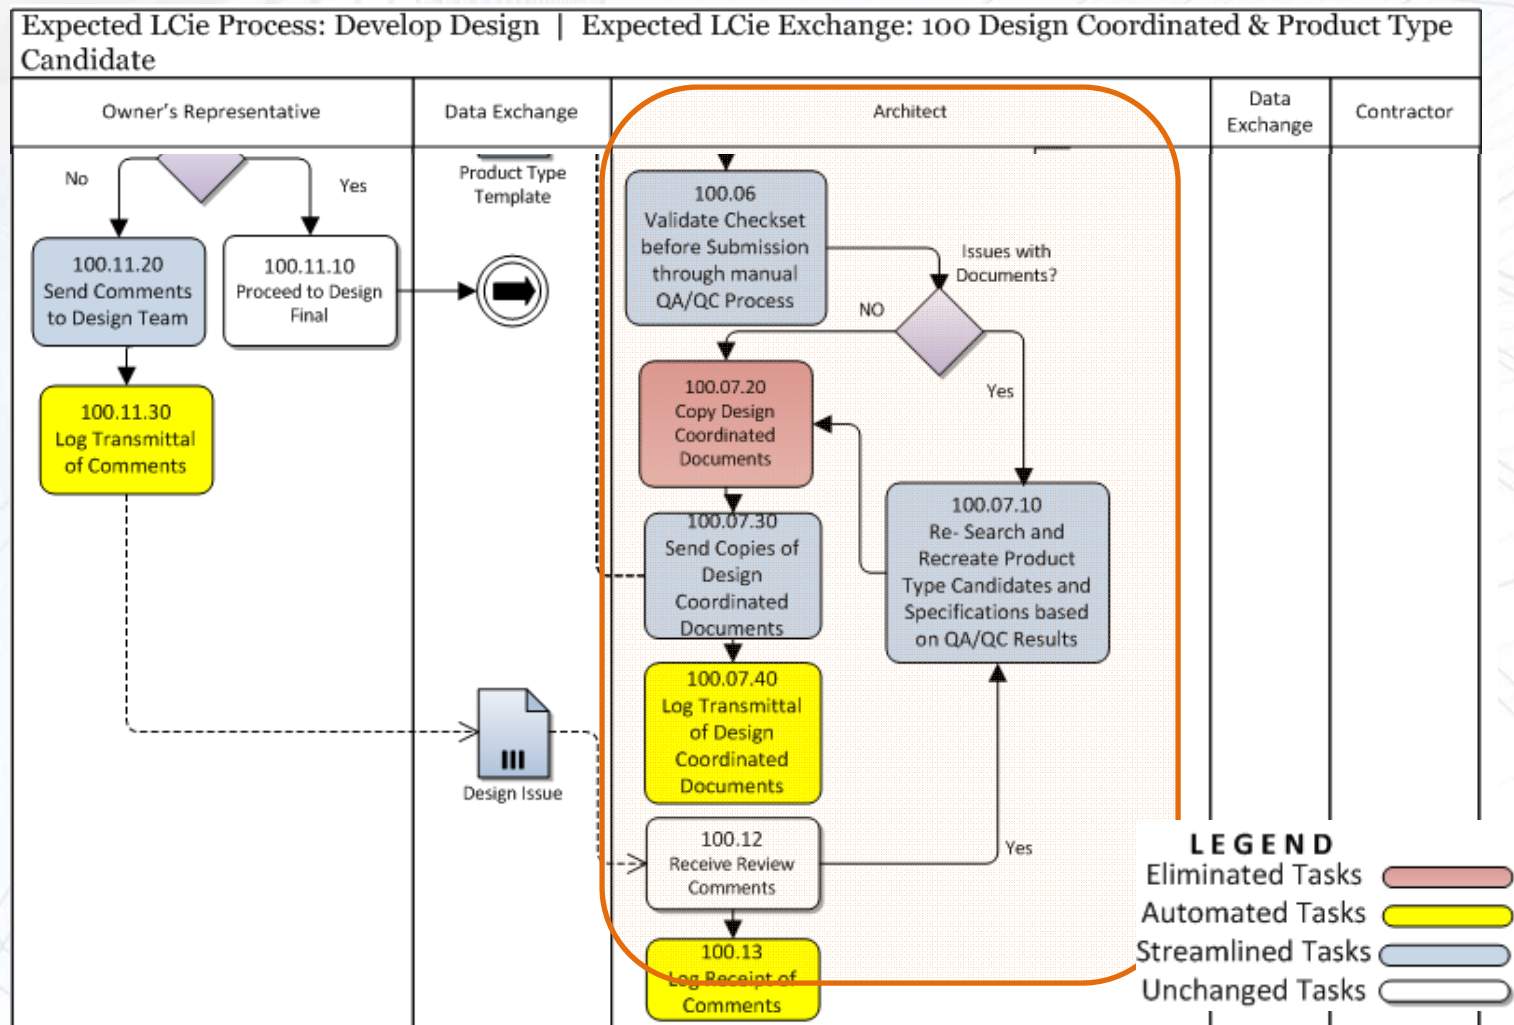 Expected LCie Process: Develop Design | Expected LCie Exchange: 100 Design Coordinated & Product Type
Candidate
Owner's Representative
Data Exchange
Architect
Data
Exchange
Contractor
No
Yes
100.11.20
Send Comments
to Design Team
100.11.10
Proceed to Design
Final
100.11.30
Log Transmittal
of Comments
Product Type
Template
Design Issue
100.06
Validate Checkset
before Submission
through manual
QA/QC Process
Issues with
Documents?
NO
Yes
100.07.20
Copy Design
Coordinated
Documents
100.07.10
Re- Search and
Recreate Product
Type Candidates and
Specifications based
on QA/QC Results
100.07.30
Send Copies of
Design
Coordinated
Documents
100.07.40
Log Transmittal
of Design
Coordinated
Documents
100.12
Receive Review
Comments
Yes
100.13
Log Receipt of
Comments
LEGEND
Eliminated Tasks
Automated Tasks
Streamlined Tasks
Unchanged Tasks